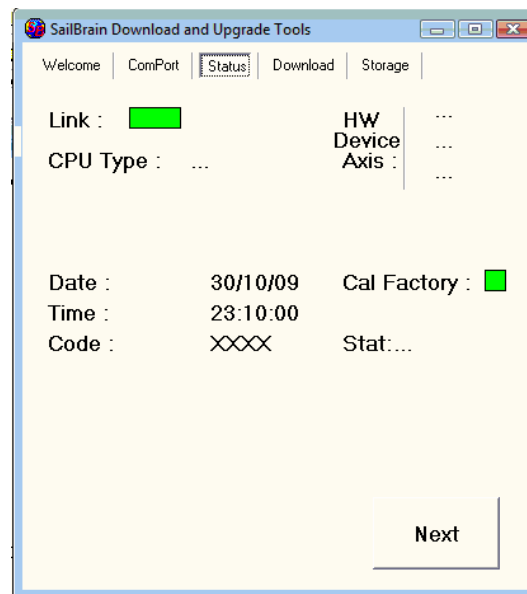 SailBrain Download and Upgrade Tools
Welcome ComPort Status Download Storage
Link : HW ...
Device ...
CPU Type : ... Axis : ...
Date : 30/10/09 Cal Factory :
Time : 23:10:00
Code : XXXX Stat:...
Next